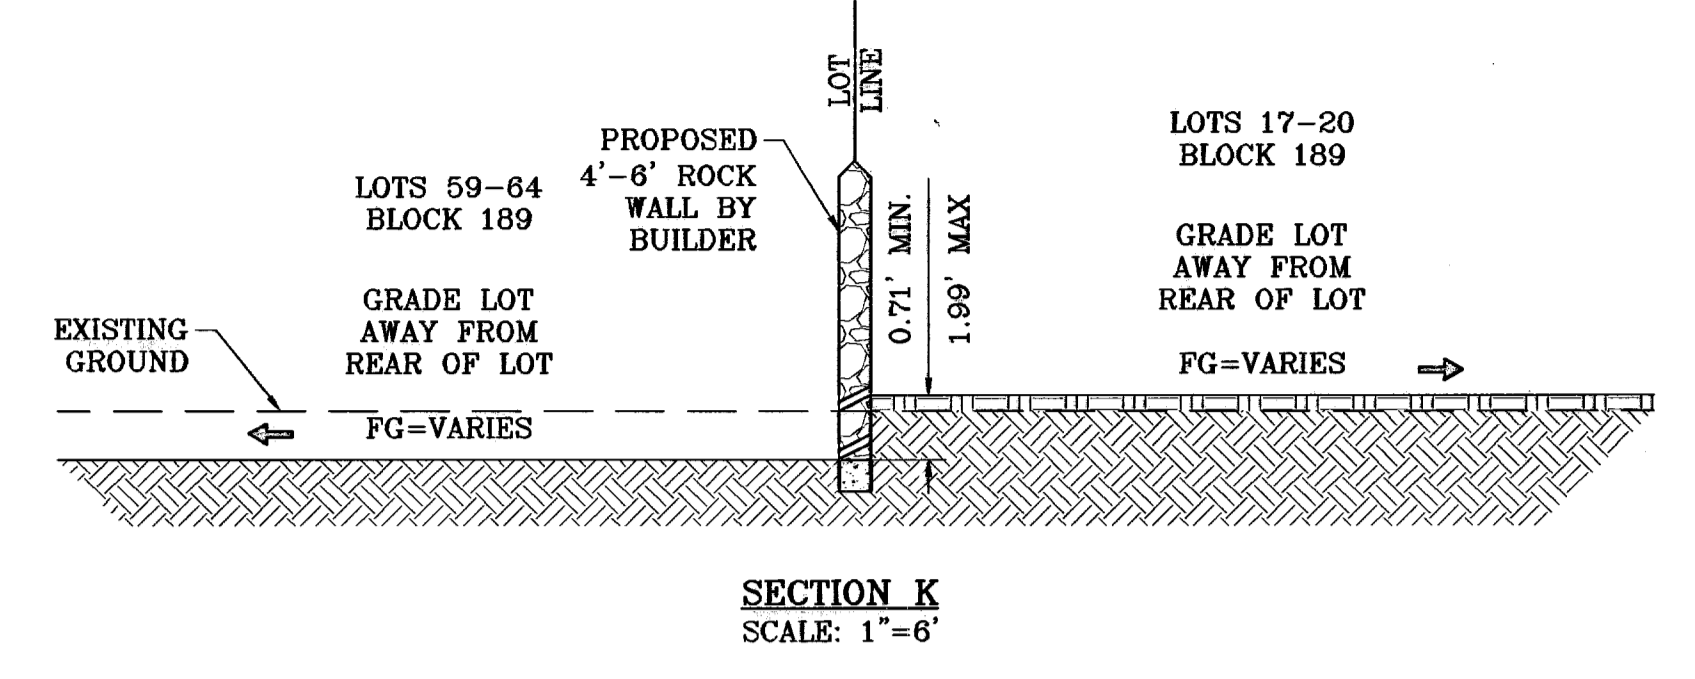 LOT
LINE
PROPOSED
4'-6' ROCK
WALL BY
BUILDER
LOTS 59-64
BLOCK 189
GRADE LOT
AWAY FROM
REAR OF LOT
EXISTING
GROUND
FG=VARIES
0.71' MIN.
1.99' MAX
LOTS 17-20
BLOCK 189
GRADE LOT
AWAY FROM
REAR OF LOT
FG=VARIES
SECTION K
SCALE: 1"=6'